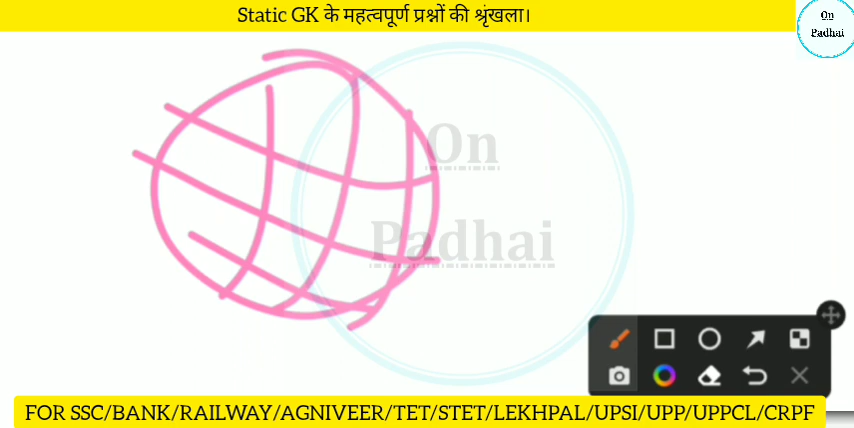 Static GK के महत्वपूर्ण प्रश्नों की श्रृंखला।
On
Padhai
On
Padhai
FOR SSC/BANK/RAILWAY/AGNIVEER/TET/STET/LEKHPAL/UPSI/UPP/UPPCL/CRPF